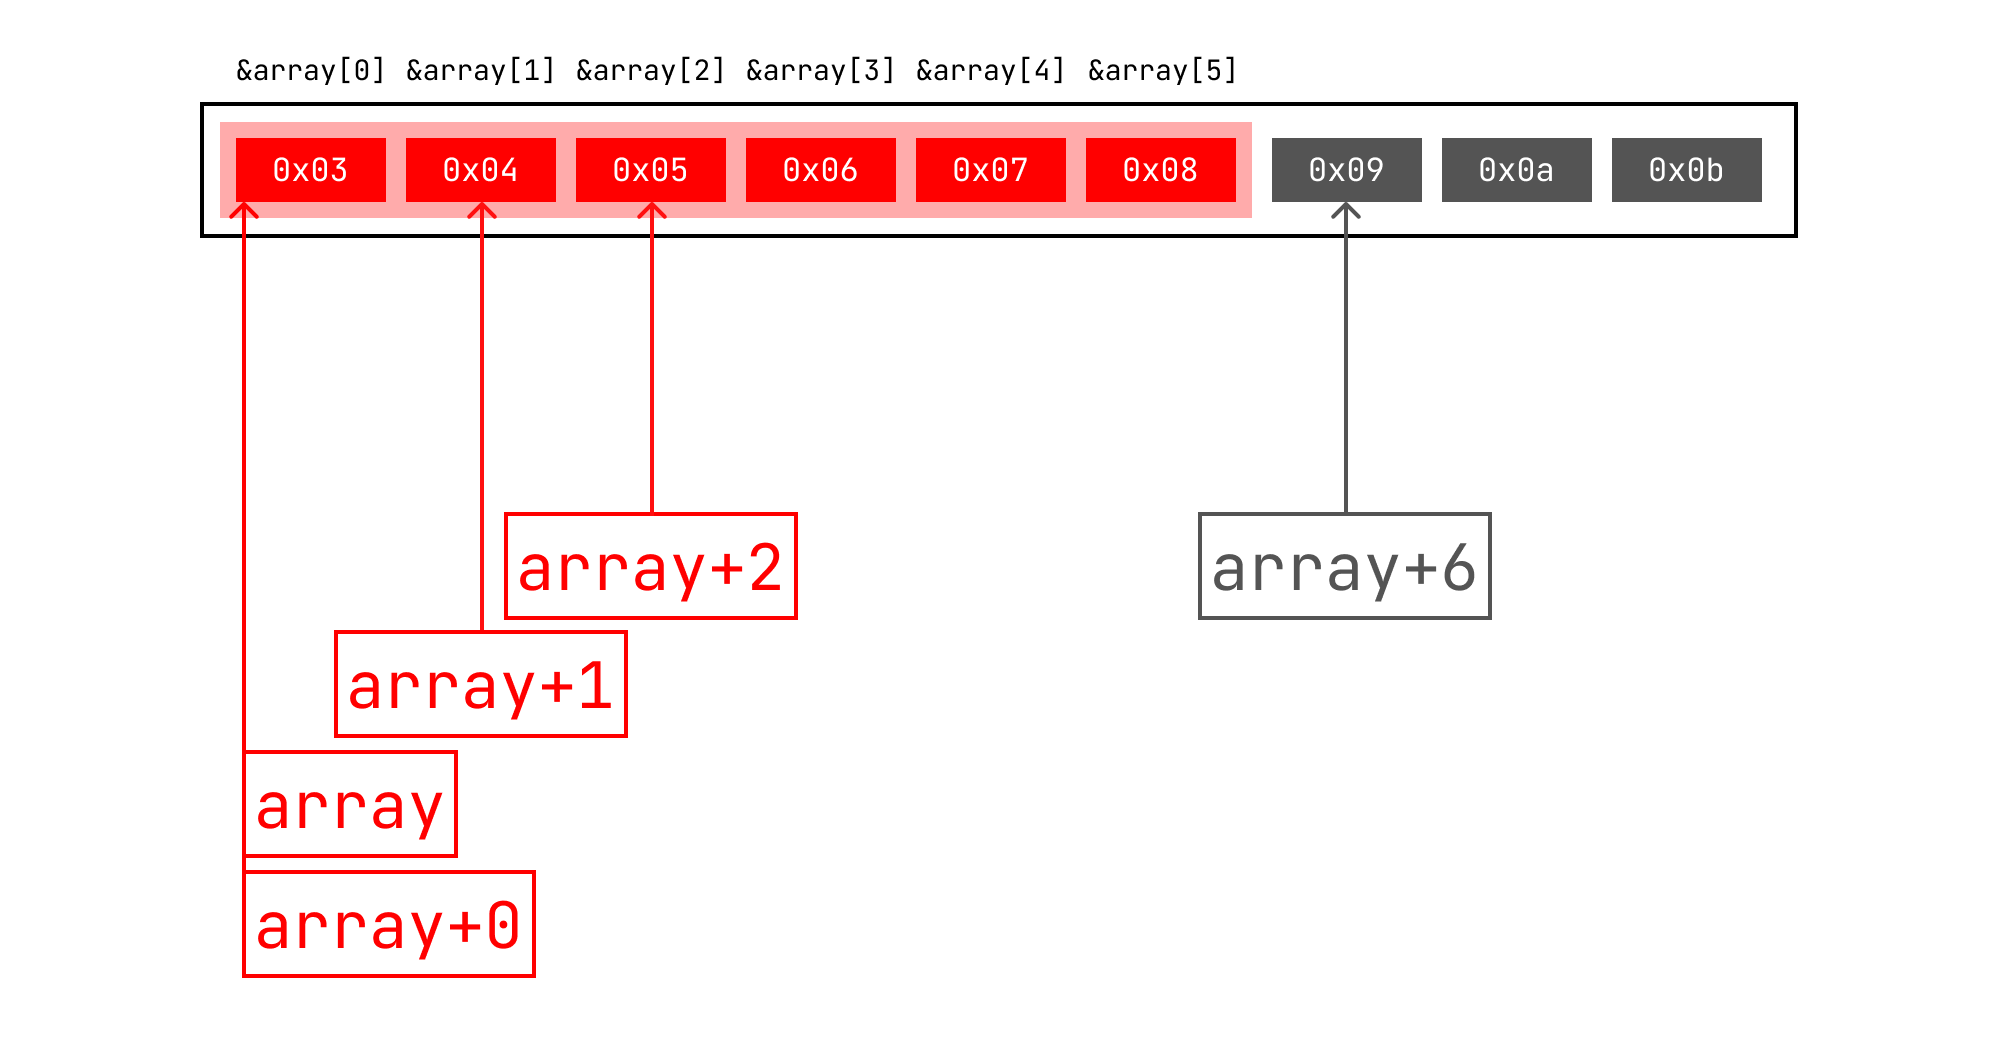 &array[0] &array[1] &array[2] &array[3] &array[4] &array[5]
0x03 0x04 0x05 0x06 0x07 0x08 0x09 0x0a 0x0b
array+2 array+6
array+1
array
array+0